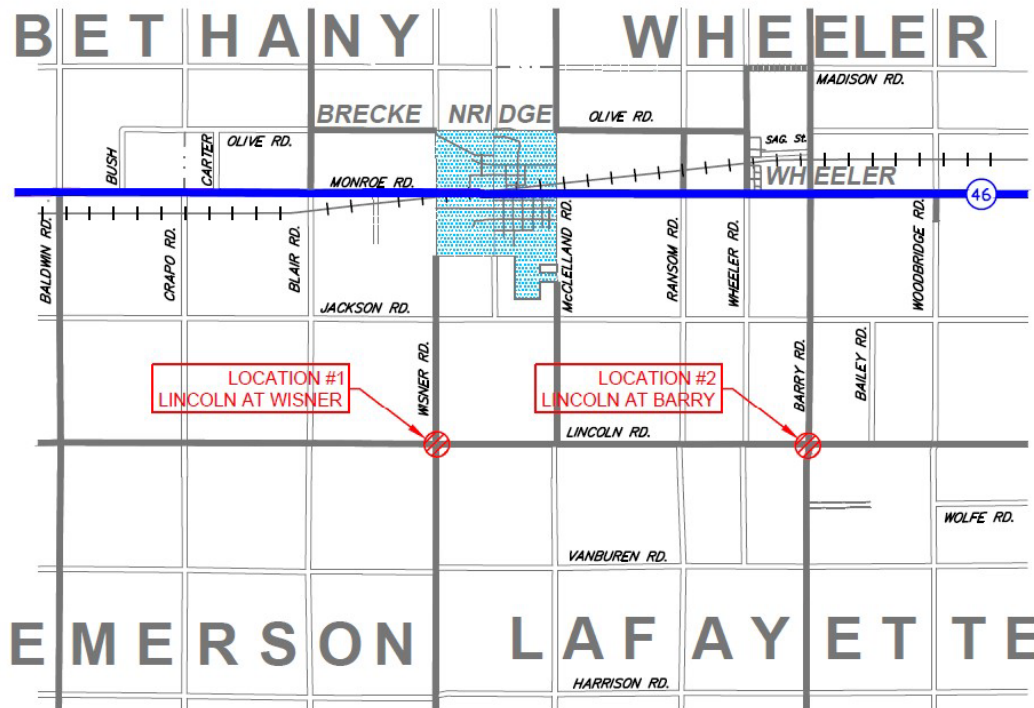 BETHANY WHEELER
MADISON RD.
BRECKENRIDGE
OLIVE RD.
OLIVE RD.
SAG. St.
BUSH
CARTER
MONROE RD.
WHEELER
46
BALDWIN RD.
CRAPO RD.
BLAIR RD.
McCLELLAND RD.
RANSOM RD.
WHEELER RD.
WOODBRIDGE RD.
JACKSON RD.
WISNER RD.
BARRY RD.
BAILEY RD.
LOCATION #1
LINCOLN AT WISNER
LOCATION #2
LINCOLN AT BARRY
LINCOLN RD.
WOLFE RD.
VANBUREN RD.
EMERSON LAFAYETTE
HARRISON RD.